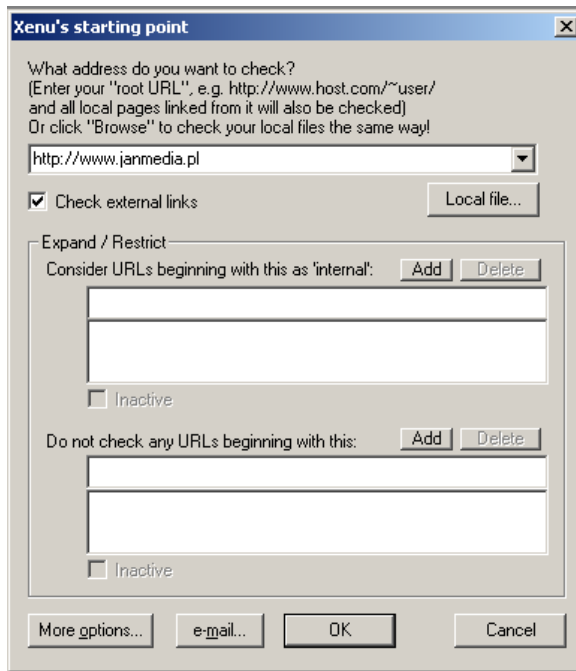 Xenu's starting point
What address do you want to check?
(Enter your "root URL", e.g. http://www.host.com/~user/
and all local pages linked from it will also be checked)
Or click "Browse" to check your local files the same way!
http://www.janmedia.pl
Check external links
Local file...
Expand / Restrict
Consider URLs beginning with this as 'internal': Add Delete
Inactive
Do not check any URLs beginning with this: Add Delete
Inactive
More options... e-mail... OK Cancel